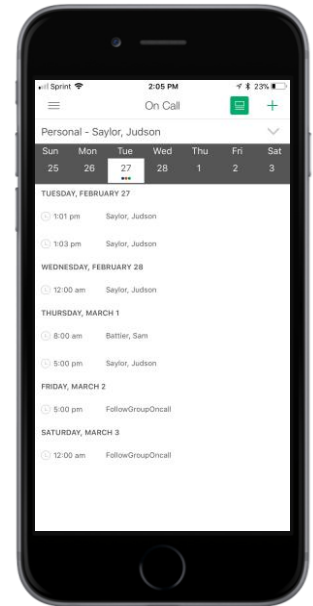 Sprint 2:05 PM 23%
On Call
Personal - Saylor, Judson
Sun Mon Tue Wed Thu Fri Sat
25 26 27 28 1 2 3
TUESDAY, FEBRUARY 27
1:01 pm Saylor, Judson
1:03 pm Saylor, Judson
WEDNESDAY, FEBRUARY 28
12:00 am Saylor, Judson
THURSDAY, MARCH 1
8:00 am Battier, Sam
5:00 pm Saylor, Judson
FRIDAY, MARCH 2
5:00 pm FollowGroupOncall
SATURDAY, MARCH 3
12:00 am FollowGroupOncall